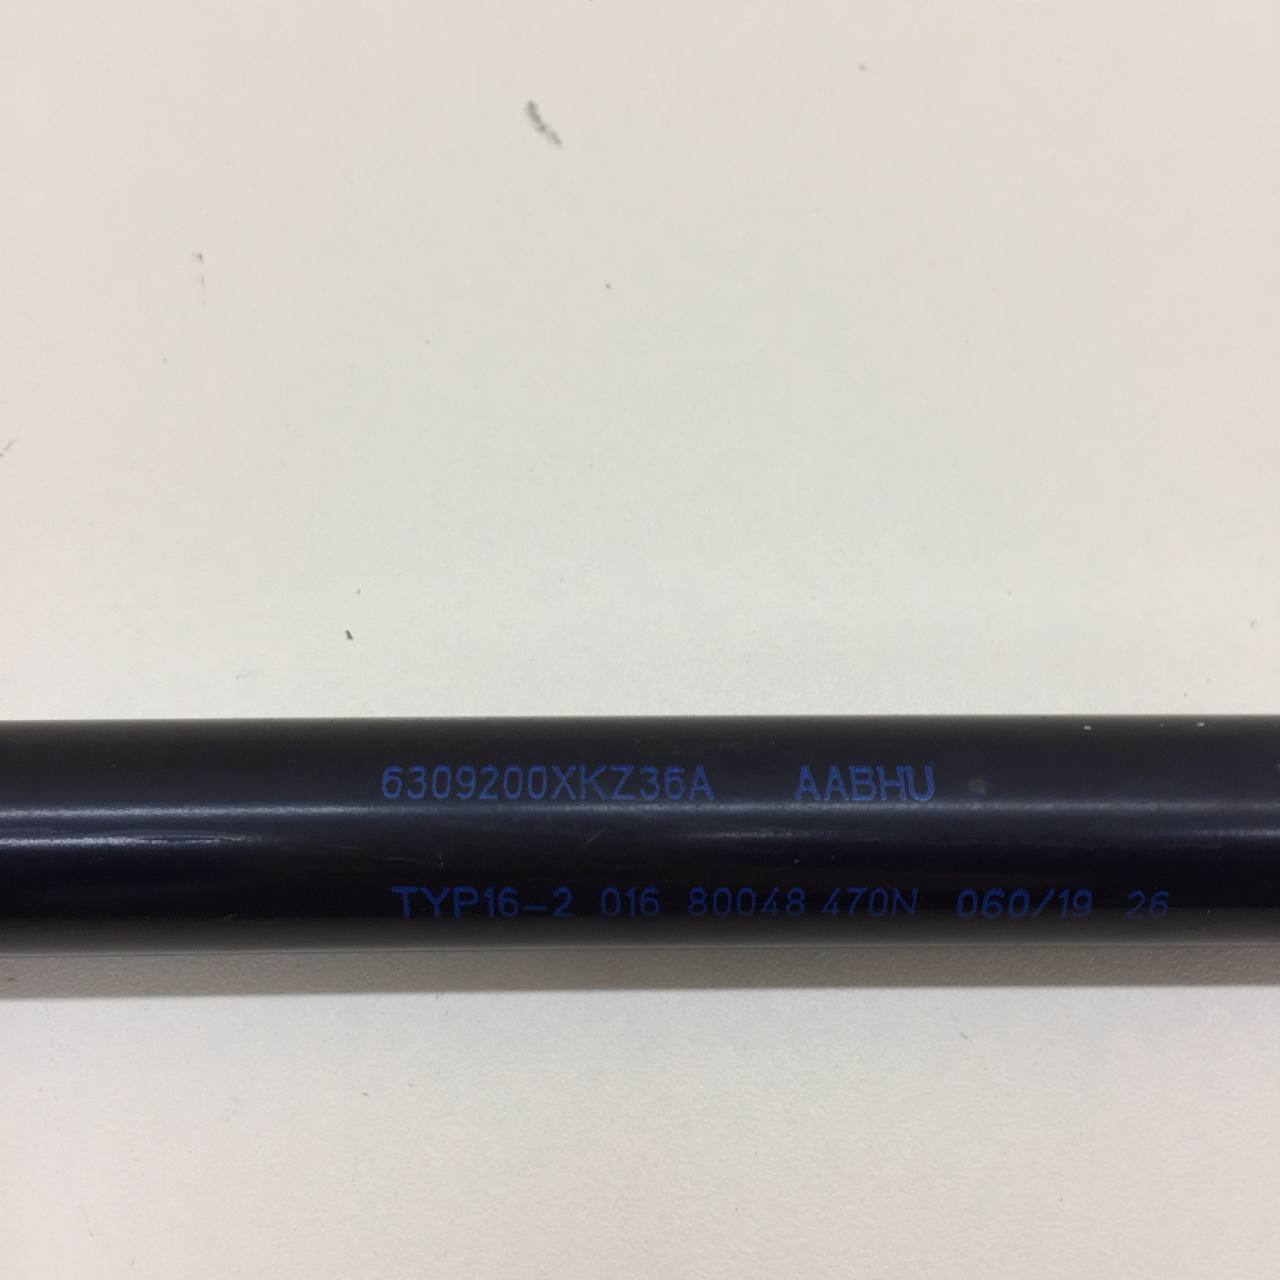 6309200XKZ36A AABHU
TYP16-2 016 80048 470N 060/19 26